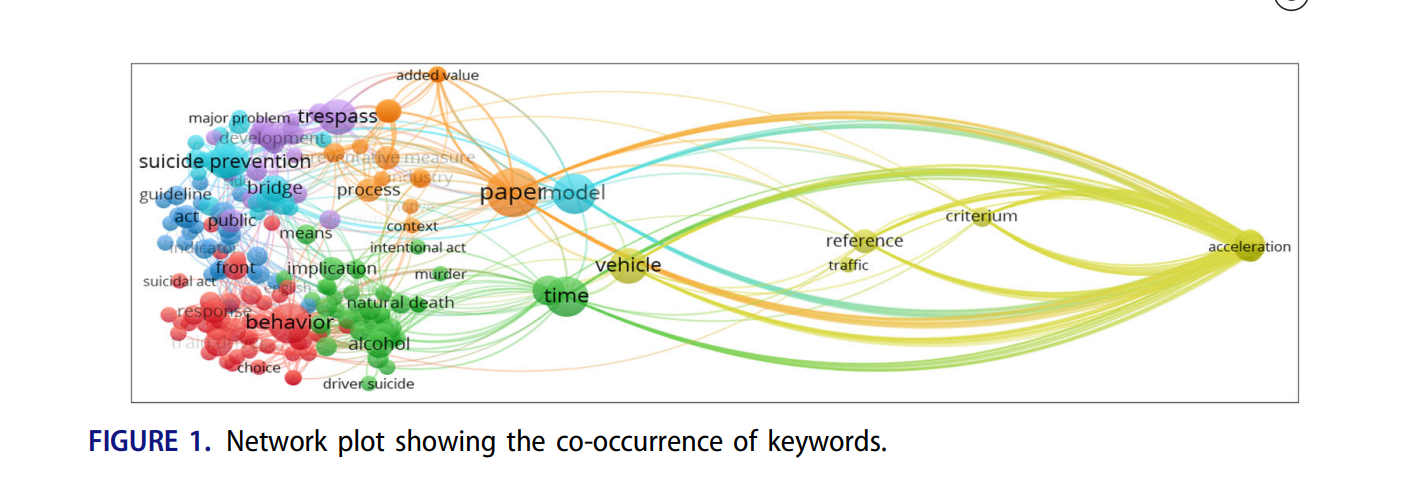 added value
major problem
trespass
development
suicide prevention
preventative measure
industry
guideline
bridge
process
paper
model
act
public
context
criterium
means
intentional act
reference
acceleration
indicator
front
implication
murder
vehicle
traffic
suicidal act
english
time
response
natural death
behavior
alcohol
choice
driver suicide
FIGURE 1. Network plot showing the co-occurrence of keywords.